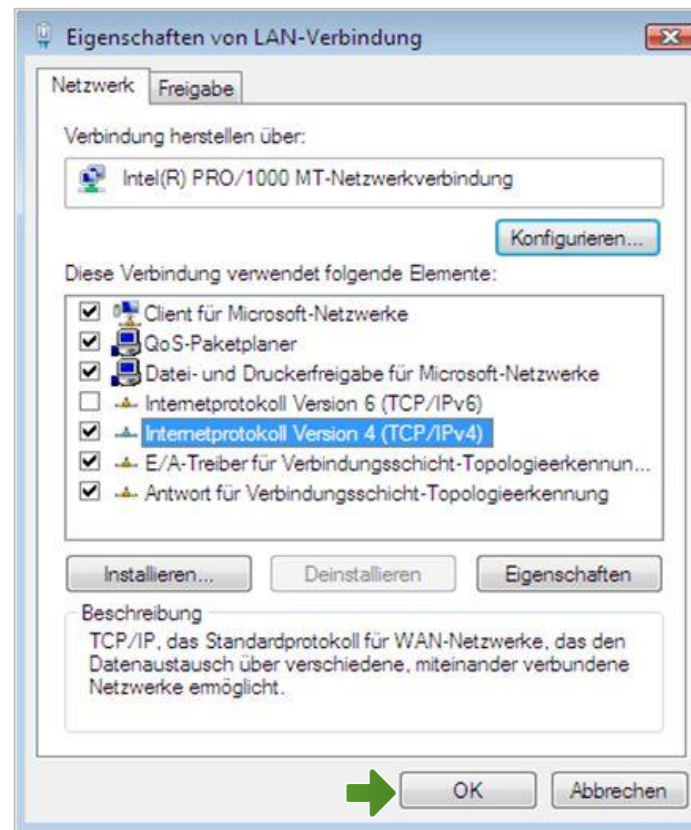 Eigenschaften von LAN-Verbindung
Netzwerk
Freigabe
Verbindung herstellen über:
Intel(R) PRO/1000 MT-Netzwerkverbindung
Konfigurieren...
Diese Verbindung verwendet folgende Elemente:
Client für Microsoft-Netzwerke
QoS-Paketplaner
Datei- und Druckerfreigabe für Microsoft-Netzwerke
Internetprotokoll Version 6 (TCP/IPv6)
Internetprotokoll Version 4 (TCP/IPv4)
E/A-Treiber für Verbindungsschicht-Topologieerkennun...
Antwort für Verbindungsschicht-Topologieerkennung
Installieren...
Deinstallieren
Eigenschaften
Beschreibung
TCP/IP, das Standardprotokoll für WAN-Netzwerke, das den
Datenaustausch über verschiedene, miteinander verbundene
Netzwerke ermöglicht.
OK
Abbrechen